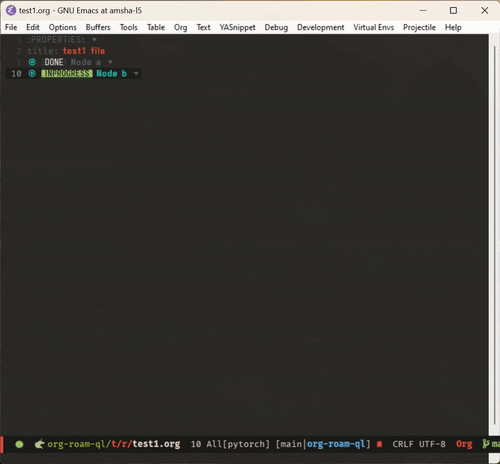 test1.org - GNU Emacs at amsha-l5
File Edit Options Buffers Tools Table Org Text YASnippet Debug Development Virtual Envs Projectile Help
:PROPERTIES: ▼
2 title: test1 file
1 DONE Node a ▼
10 INPROGRESS Node b ▼
org-roam-ql/t/r/test1.org 10 All[pytorch] [main|org-roam-ql] CRLF UTF-8 Org ma